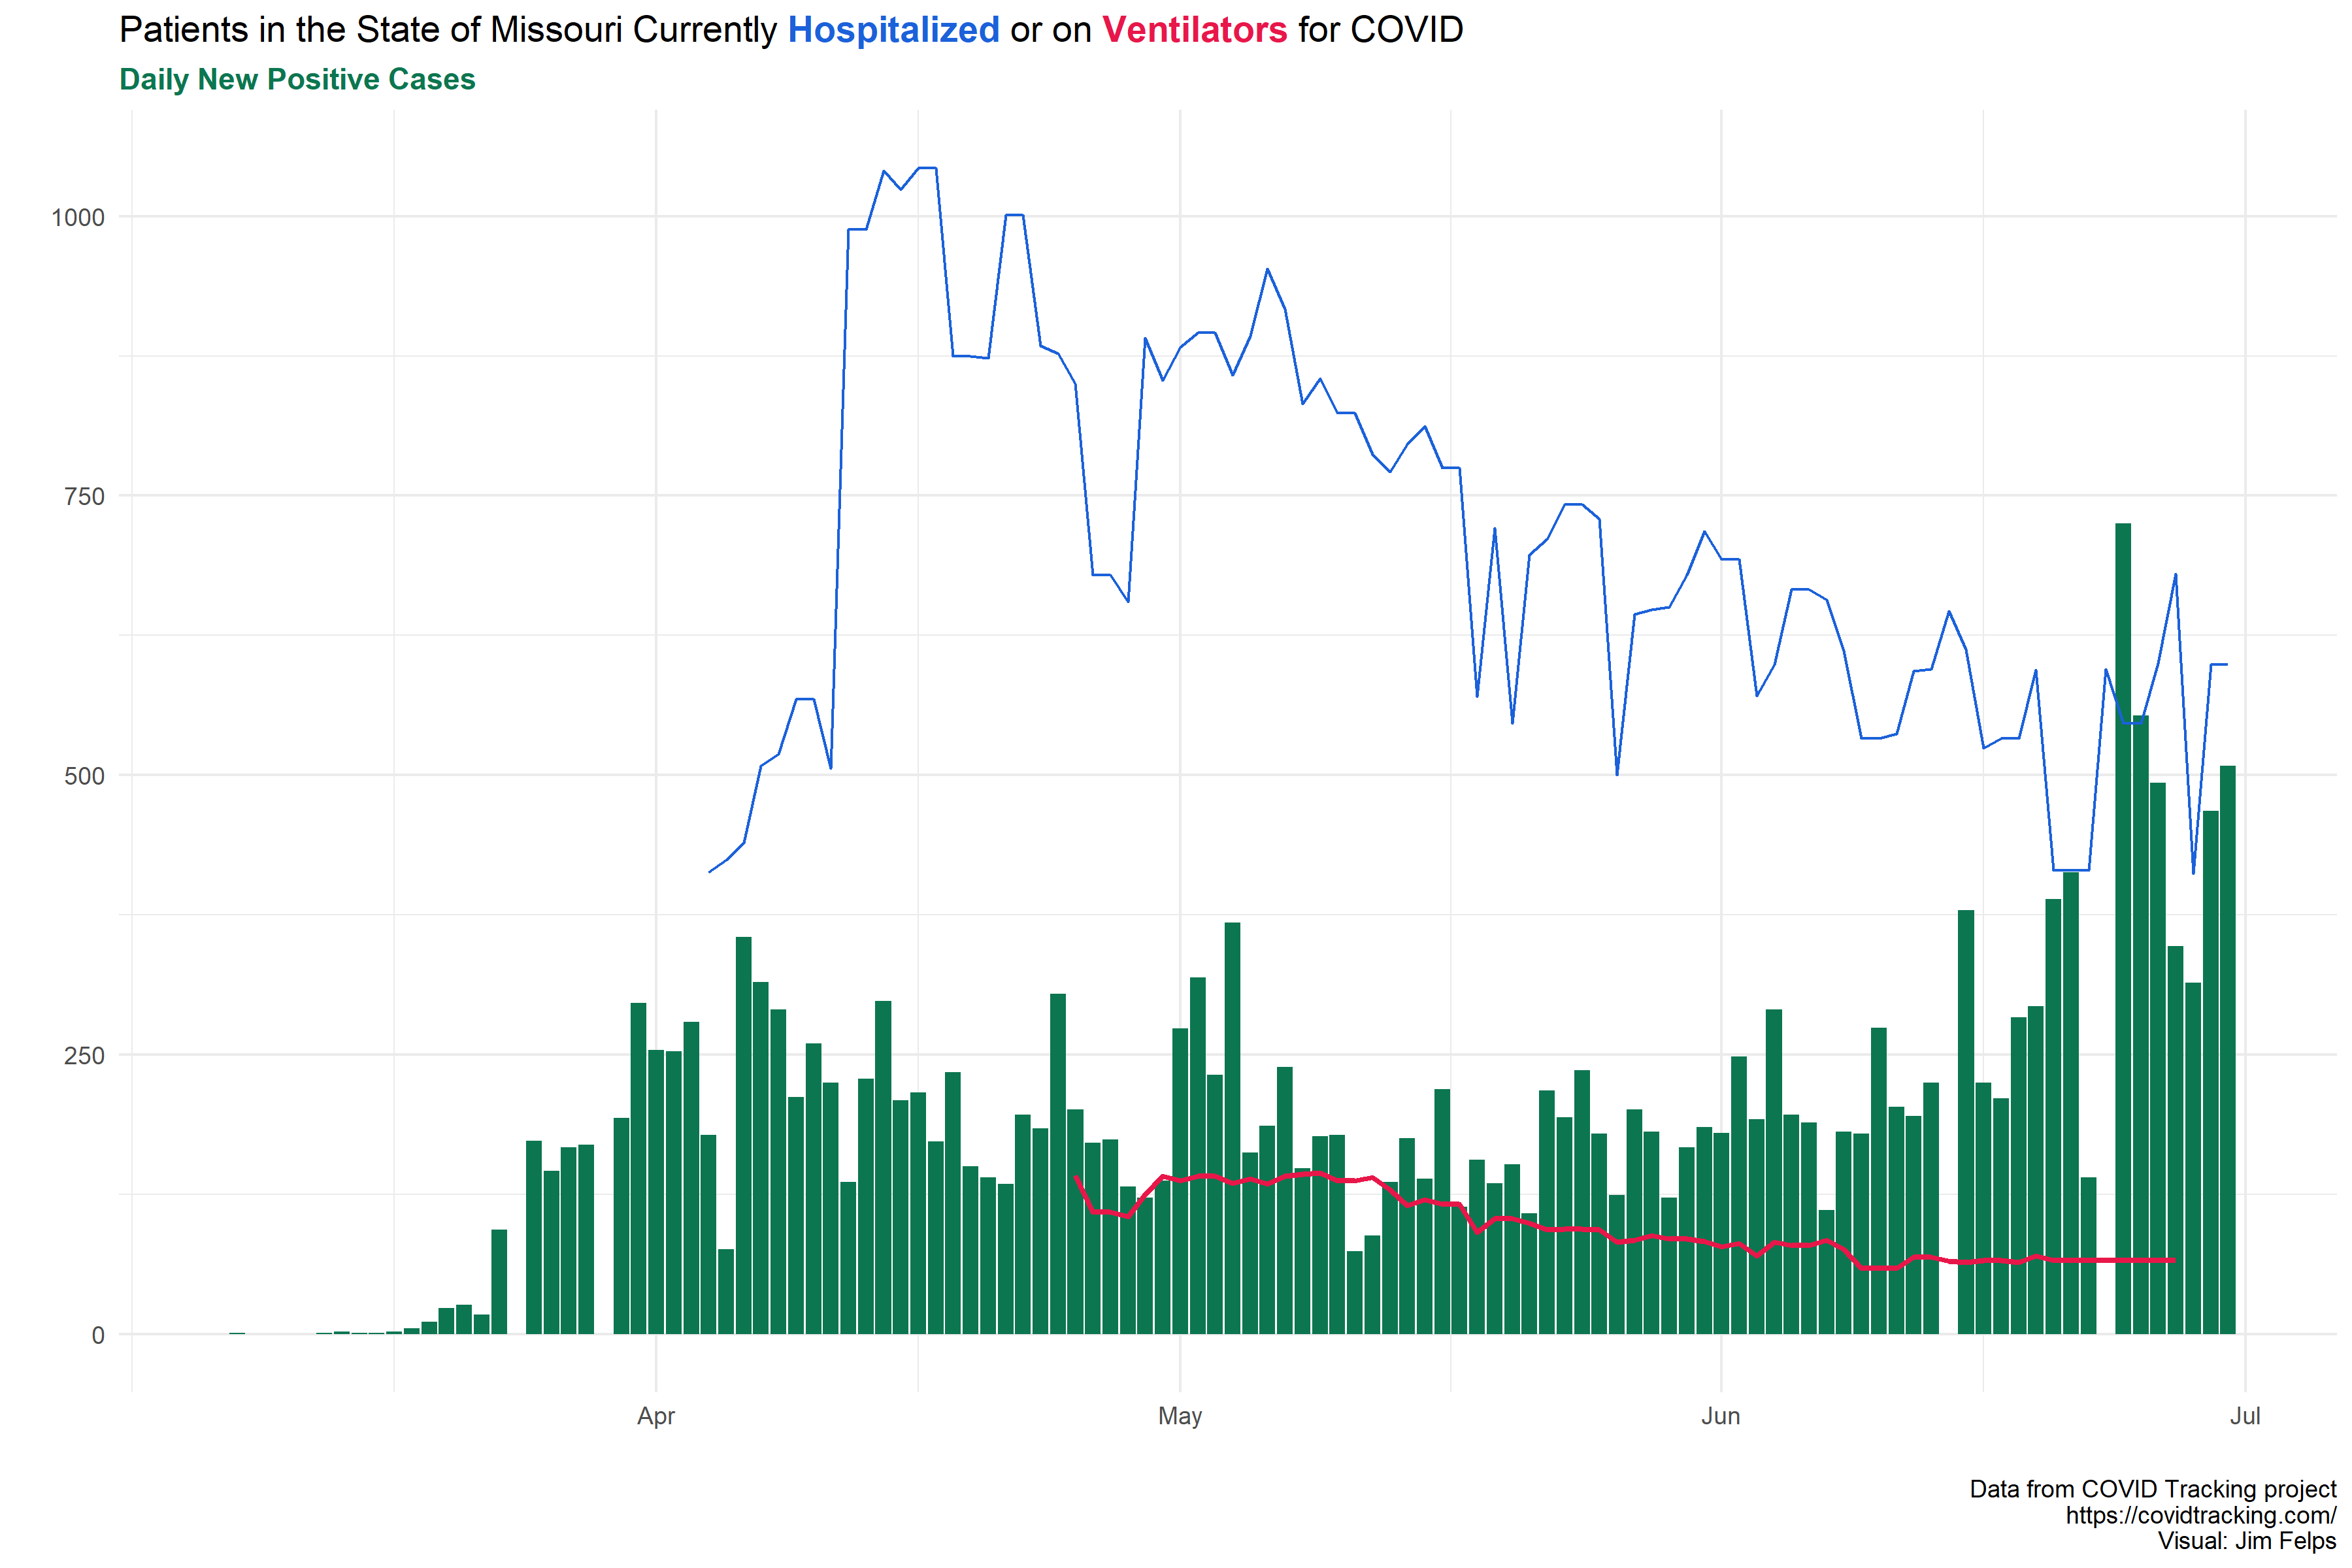 Patients in the State of Missouri Currently Hospitalized or on Ventilators for COVID
Daily New Positive Cases
1000
750
500
250
0
Apr May Jun Jul
Data from COVID Tracking project
https://covidtracking.com/
Visual: Jim Felps